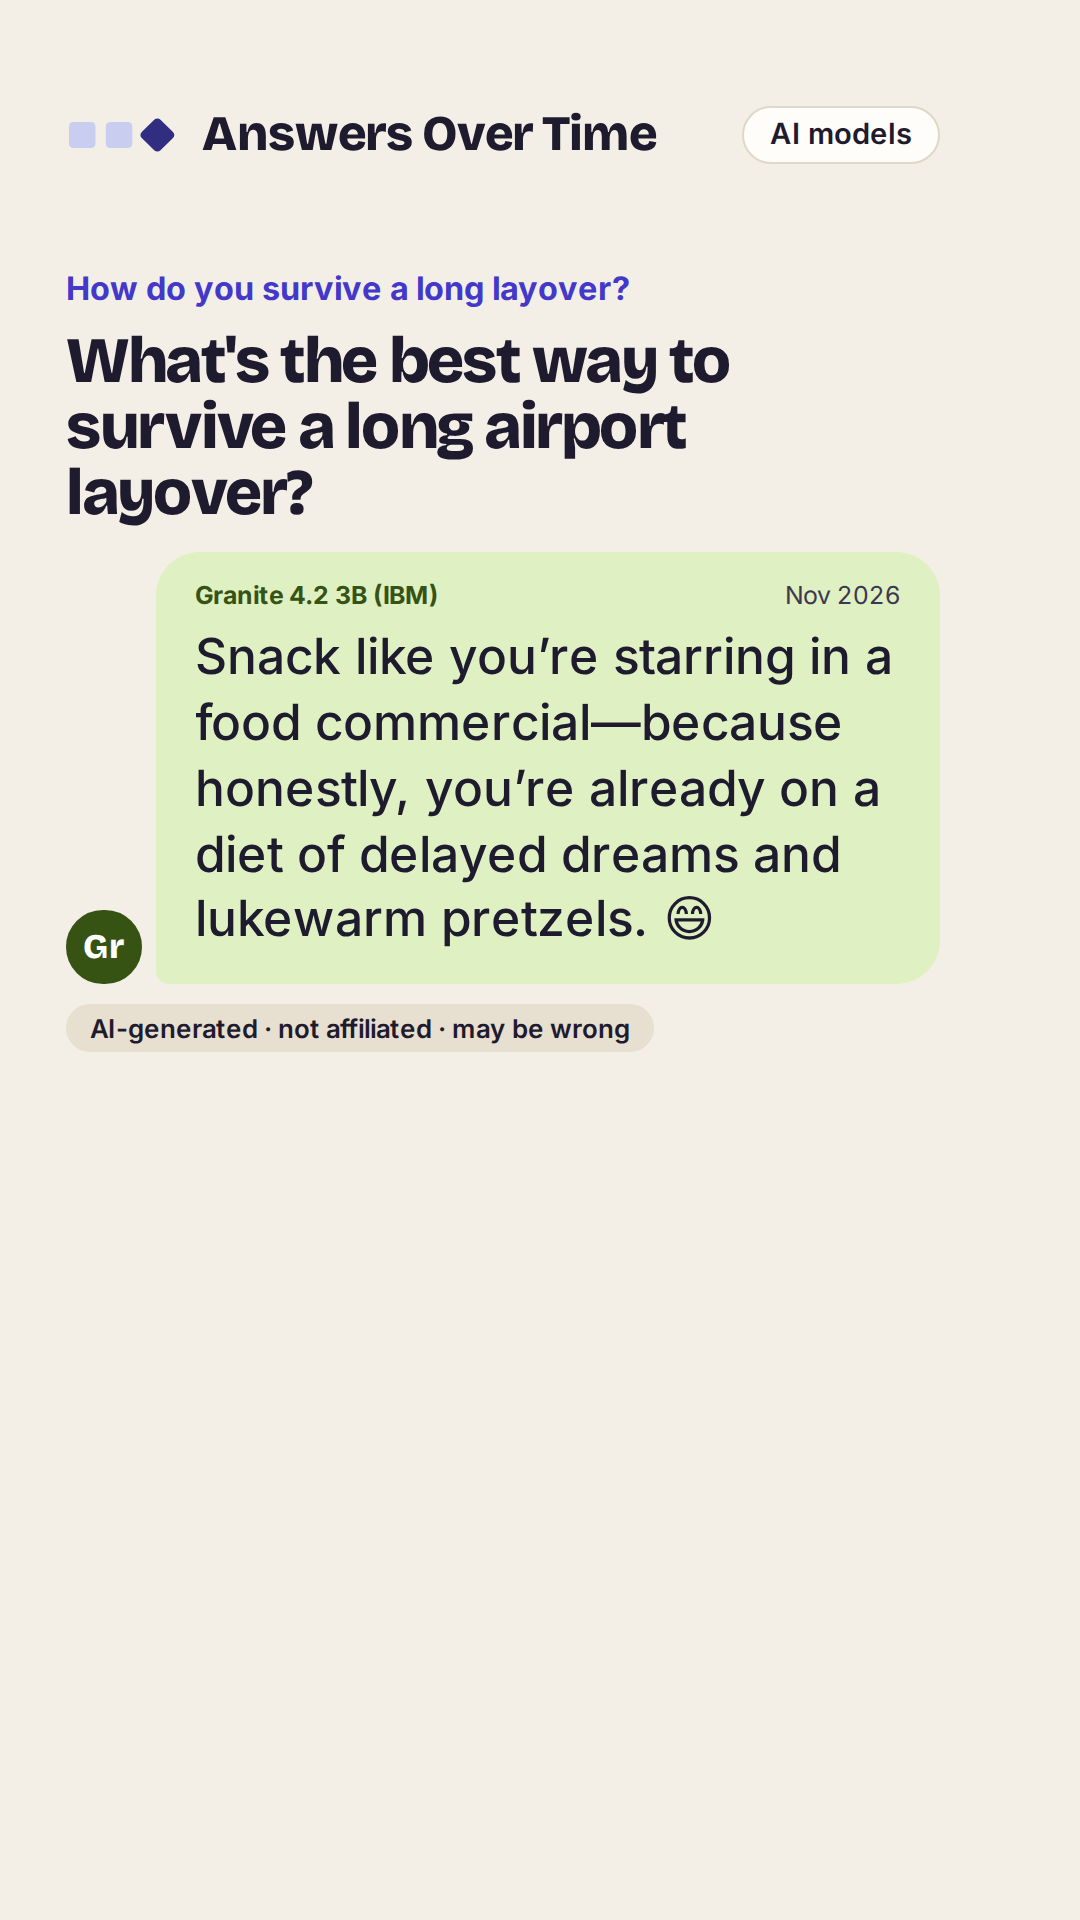 Answers Over Time
AI models
How do you survive a long layover?
What's the best way to
survive a long airport
layover?
Granite 4.2 3B (IBM)
Nov 2026
Snack like you’re starring in a
food commercial—because
honestly, you’re already on a
diet of delayed dreams and
lukewarm pretzels. 😄
Gr
AI-generated · not affiliated · may be wrong